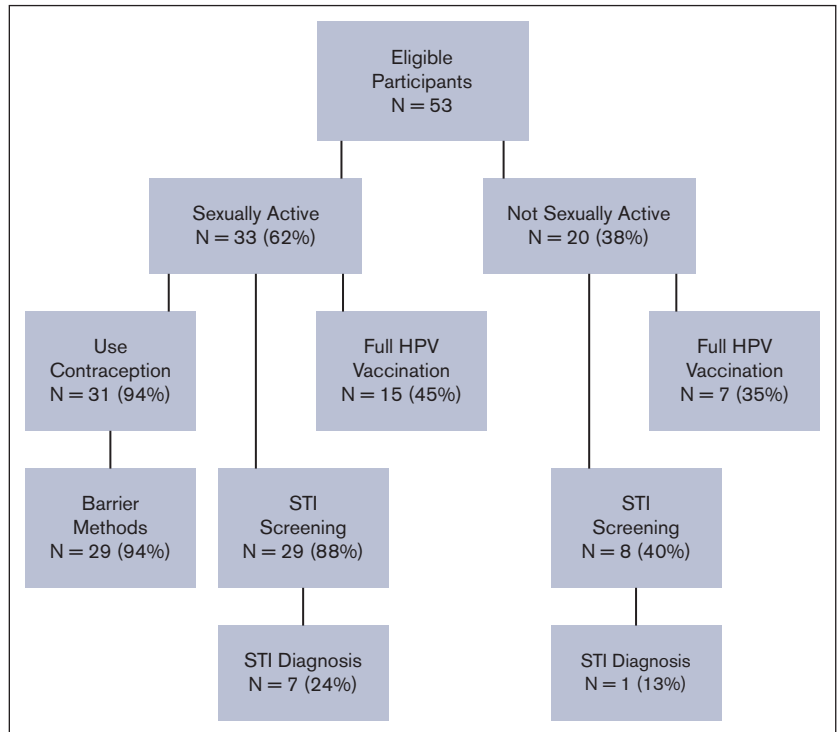 Eligible
Participants
N = 53
Sexually Active
N = 33 (62%)
Not Sexually Active
N = 20 (38%)
Use
Contraception
N = 31 (94%)
Full HPV
Vaccination
N = 15 (45%)
Full HPV
Vaccination
N = 7 (35%)
Barrier
Methods
N = 29 (94%)
STI
Screening
N = 29 (88%)
STI
Screening
N = 8 (40%)
STI Diagnosis
N = 7 (24%)
STI Diagnosis
N = 1 (13%)